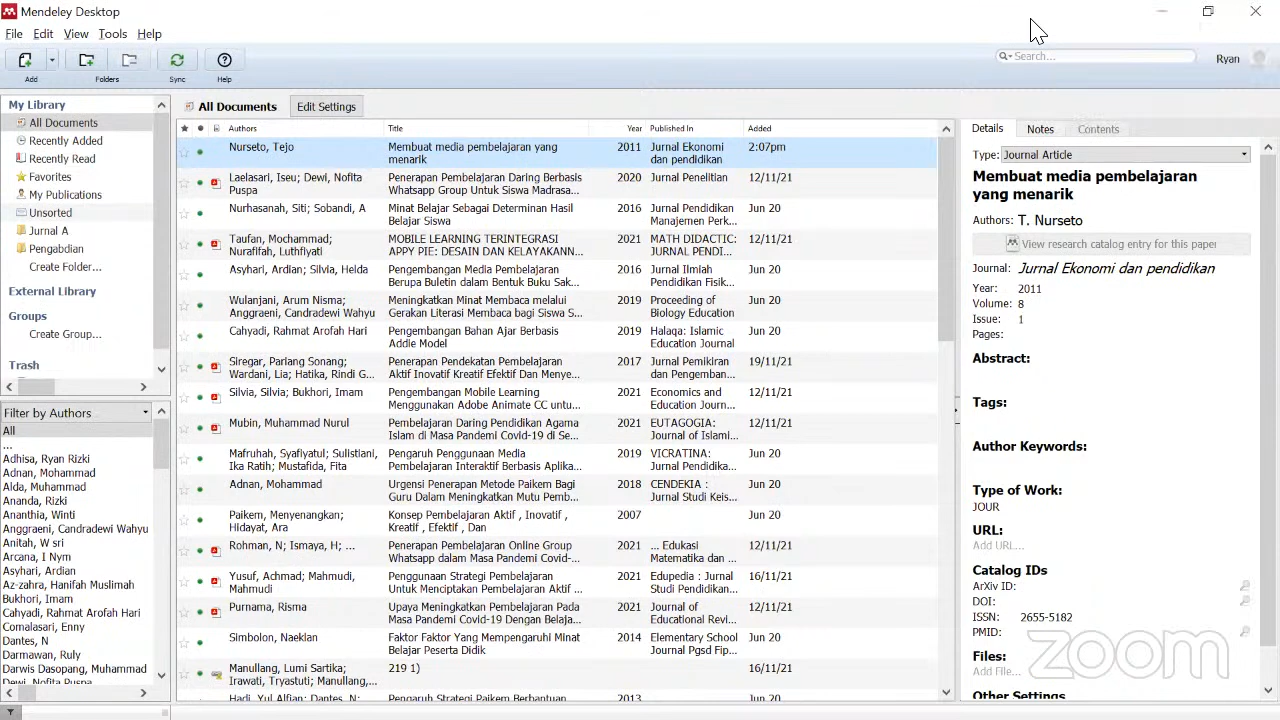 Mendeley Desktop
File Edit View Tools Help
Search...
Ryan
Add Folders Sync Help
My Library
All Documents
Recently Added
Recently Read
Favorites
My Publications
Unsorted
Jurnal A
Pengabdian
Create Folder...
External Library
Groups
Create Group...
Trash
Filter by Authors
All
...
Adhisa, Ryan Rizki
Adnan, Mohammad
Alda, Muhammad
Ananda, Rizki
Ananthia, Winti
Anggraeni, Candradewi Wahyu
Anitah, W sri
Arcana, I Nym
Asyhari, Ardian
Az-zahra, Hanifah Muslimah
Bukhori, Imam
Cahyadi, Rahmat Arofah Hari
Comalasari, Enny
Dantes, N
Darmawan, Ruly
Darwis Dasopang, Muhammad
Dewi, Nofita Puspa
All Documents Edit Settings
Authors Title Year Published In Added
Nurseto, Tejo Membuat media pembelajaran yang 2011 Jurnal Ekonomi 2:07pm
menarik dan pendidikan
Laelasari, Iseu; Dewi, Nofita Penerapan Pembelajaran Daring Berbasis 2020 Jurnal Penelitian 12/11/21
Puspa Whatsapp Group Untuk Siswa Madrasa...
Nurhasanah, Siti; Sobandi, A Minat Belajar Sebagai Determinan Hasil 2016 Jurnal Pendidikan Jun 20
Belajar Siswa Manajemen Perk...
Taufan, Mochammad; MOBILE LEARNING TERINTEGRASI 2021 MATH DIDACTIC: 12/11/21
Nurafifah, Luthfiyati APPY PIE: DESAIN DAN KELAYAKANN... JURNAL PENDI...
Asyhari, Ardian; Silvia, Helda Pengembangan Media Pembelajaran 2016 Jurnal Ilmiah Jun 20
Berupa Buletin dalam Bentuk Buku Sak... Pendidikan Fisik...
Wulanjani, Arum Nisma; Meningkatkan Minat Membaca melalui 2019 Proceeding of Jun 20
Anggraeni, Candradewi Wahyu Gerakan Literasi Membaca bagi Siswa S... Biology Education
Cahyadi, Rahmat Arofah Hari Pengembangan Bahan Ajar Berbasis 2019 Halaqa: Islamic Jun 20
Addie Model Education Journal
Siregar, Parlang Sonang; Penerapan Pendekatan Pembelajaran 2017 Jurnal Pemikiran 19/11/21
Wardani, Lia; Hatika, Rindi G... Aktif Inovatif Kreatif Efektif Dan Menye... dan Pengemban...
Silvia, Silvia; Bukhori, Imam Pengembangan Mobile Learning 2021 Economics and 12/11/21
Menggunakan Adobe Animate CC untu... Education Journ...
Mubin, Muhammad Nurul Pembelajaran Daring Pendidikan Agama 2021 EUTAGOGIA: 12/11/21
Islam di Masa Pandemi Covid-19 di Se... Journal of Islami...
Mafruhah, Syafiyatul; Sulistiani, Pengaruh Penggunaan Media 2019 VICRATINA: Jun 20
Ika Ratih; Mustafida, Fita Pembelajaran Interaktif Berbasis Aplika... Jurnal Pendidika...
Adnan, Mohammad Urgensi Penerapan Metode Paikem Bagi 2018 CENDEKIA : Jun 20
Guru Dalam Meningkatkan Mutu Pemb... Jurnal Studi Keis...
Paikem, Menyenangkan; Konsep Pembelajaran Aktif , Inovatif , 2007 Jun 20
Hidayat, Ara Kreatif , Efektif , Dan
Rohman, N; Ismaya, H; ... Penerapan Pembelajaran Online Group 2021 ... Edukasi 12/11/21
Whatsapp dalam Masa Pandemi Covid-... Matematika dan ...
Yusuf, Achmad; Mahmudi, Penggunaan Strategi Pembelajaran 2021 Edupedia : Jurnal 16/11/21
Mahmudi Untuk Menciptakan Pembelajaran Aktif ... Studi Pendidikan...
Purnama, Risma Upaya Meningkatkan Pembelajaran Pada 2021 Journal of 12/11/21
Masa Pandemi Covid-19 Dengan Belaja... Educational Revi...
Simbolon, Naeklan Faktor Faktor Yang Mempengaruhi Minat 2014 Elementary School Jun 20
Belajar Peserta Didik Journal Pgsd Fip...
Manullang, Lumi Sartika; 219 1) 16/11/21
Irawati, Tryastuti; Manullang,...
Hadi, Yul Alfian; Dantes, N; Pengaruh Strategi Paikem Berbantuan 2013 Jun 20
Details Notes Contents
Type: Journal Article
Membuat media pembelajaran
yang menarik
Authors: T. Nurseto
View research catalog entry for this paper
Journal: Jurnal Ekonomi dan pendidikan
Year: 2011
Volume: 8
Issue: 1
Pages:
Abstract:
Tags:
Author Keywords:
Type of Work:
JOUR
URL:
Add URL...
Catalog IDs
ArXiv ID:
DOI:
ISSN: 2655-5182
PMID:
Files:
Add File...
Other Settings
zoom